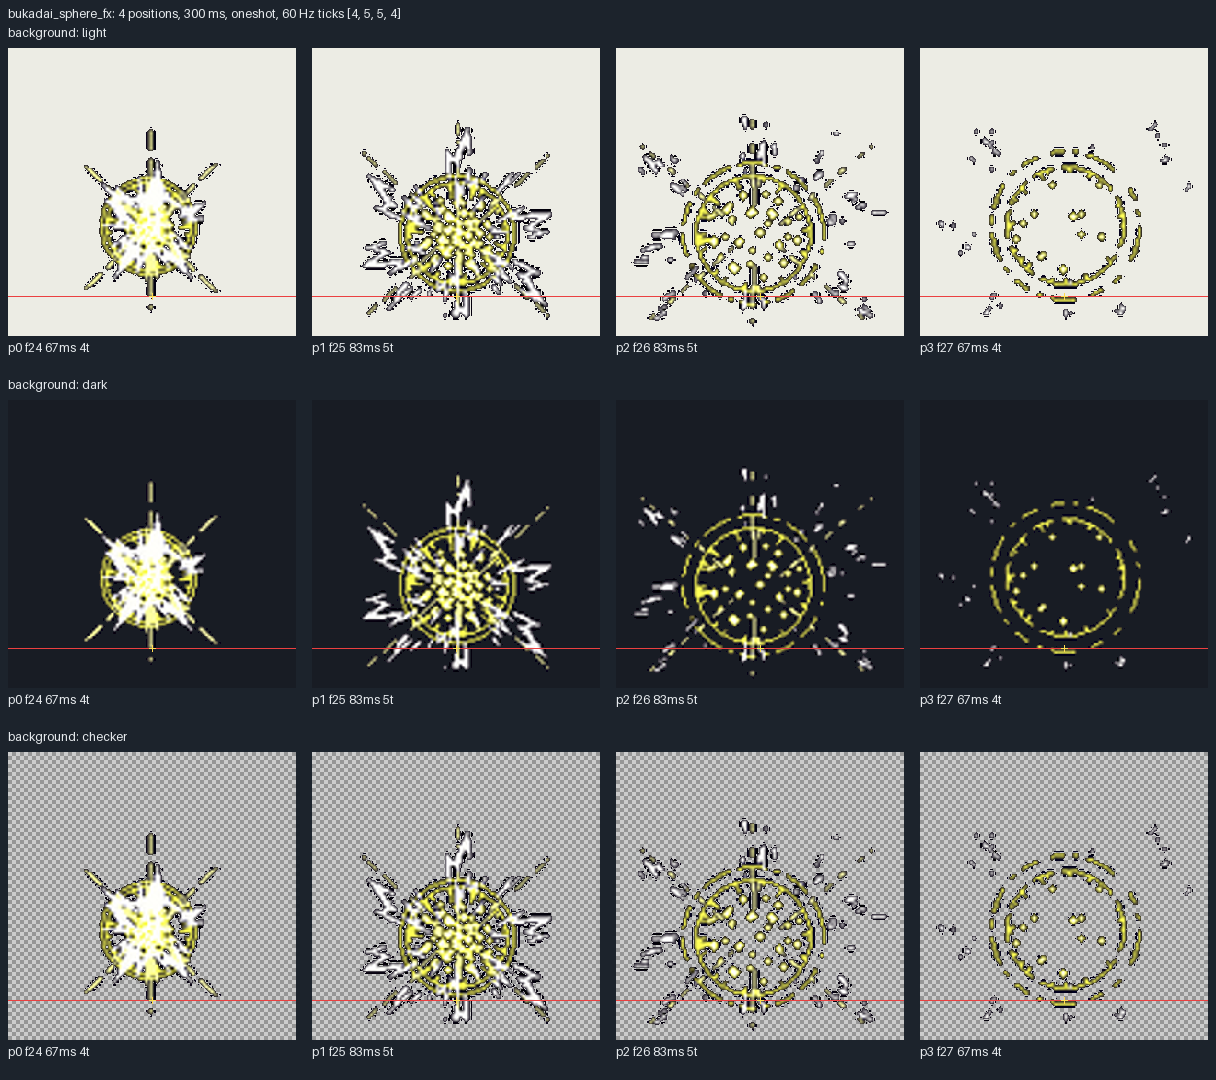 bukadai_sphere_fx: 4 positions, 300 ms, oneshot, 60 Hz ticks [4, 5, 5, 4]
background: light
p0 f24 67ms 4t
p1 f25 83ms 5t
p2 f26 83ms 5t
p3 f27 67ms 4t
background: dark
p0 f24 67ms 4t
p1 f25 83ms 5t
p2 f26 83ms 5t
p3 f27 67ms 4t
background: checker
p0 f24 67ms 4t
p1 f25 83ms 5t
p2 f26 83ms 5t
p3 f27 67ms 4t